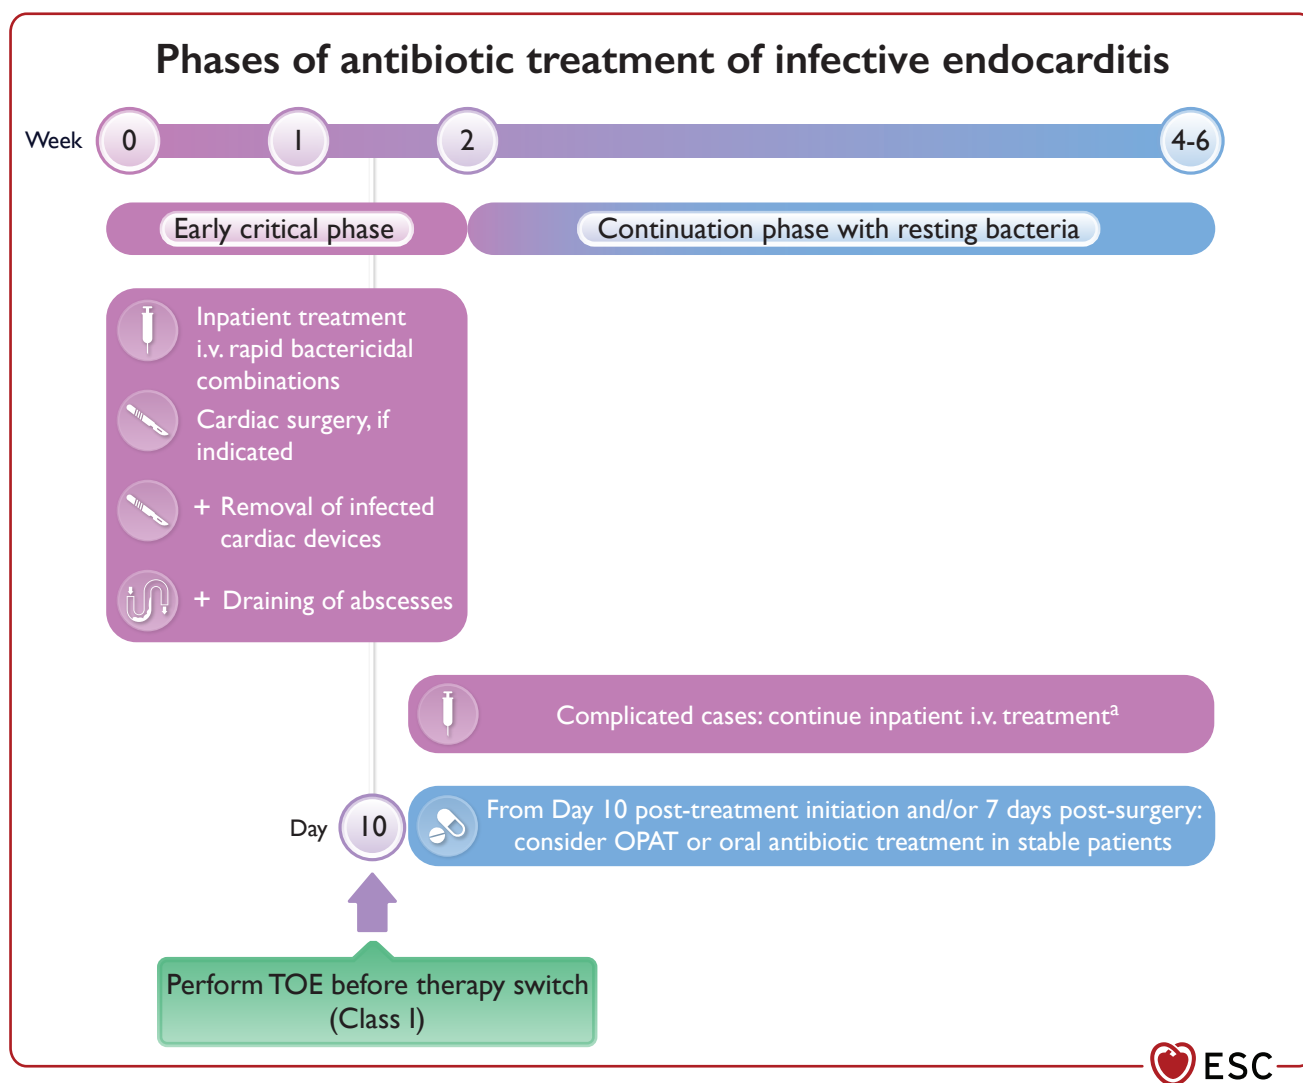 Phases of antibiotic treatment of infective endocarditis
Week 0 1 2 4-6
Early critical phase
Continuation phase with resting bacteria
Inpatient treatment
i.v. rapid bactericidal
combinations
Cardiac surgery, if
indicated
+ Removal of infected
cardiac devices
+ Draining of abscesses
Complicated cases: continue inpatient i.v. treatmentᵃ
Day 10
From Day 10 post-treatment initiation and/or 7 days post-surgery:
consider OPAT or oral antibiotic treatment in stable patients
Perform TOE before therapy switch
(Class I)
ESC